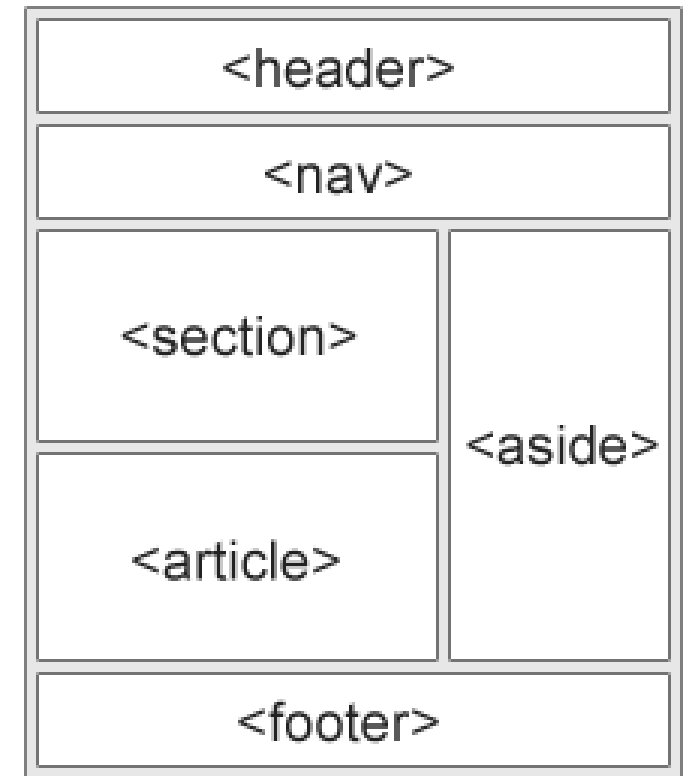 <header>
<nav>
<section>
<article>
<aside>
<footer>